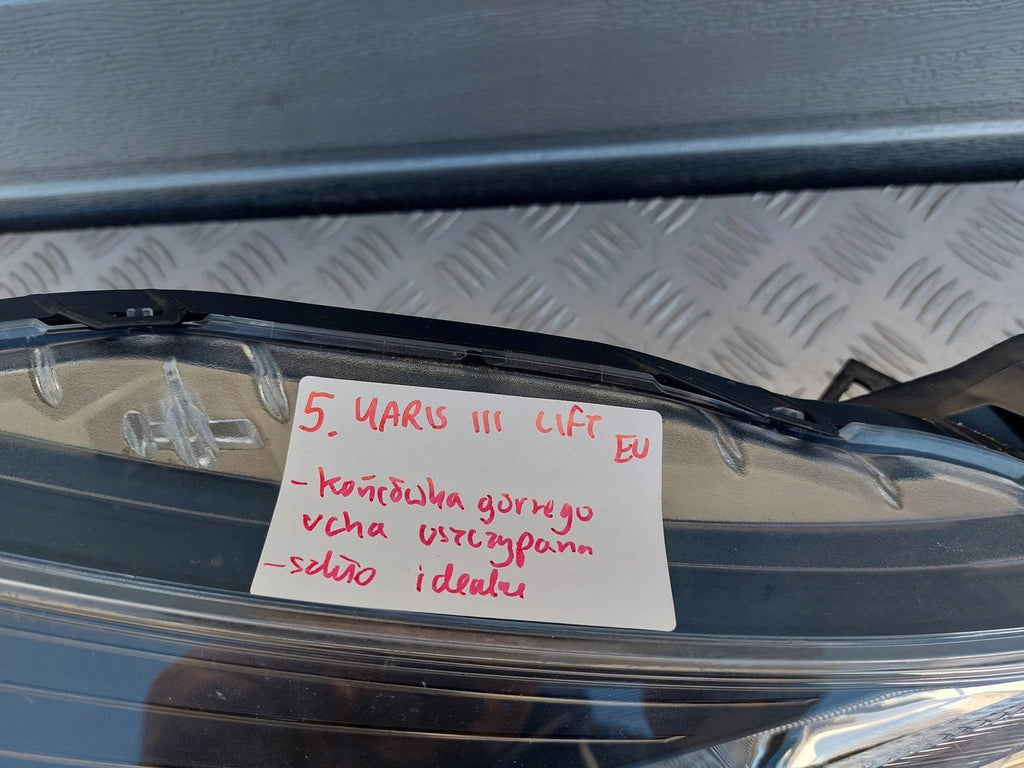 5. YARIS III LIFT EU
- końcówka górnego
ucha uszczypana
- szkło idealne